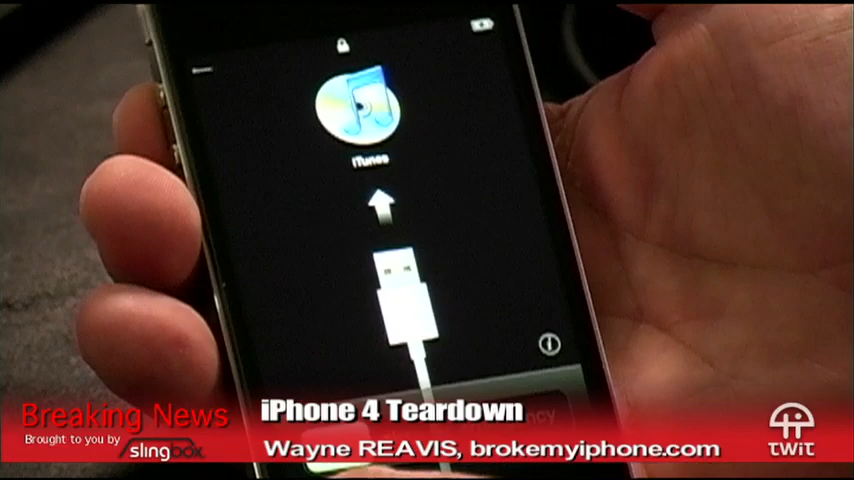 iTunes
iPhone 4 Teardown
Breaking News
Brought to you by slingbox.
Wayne REAVIS, brokemyiphone.com
TWiT